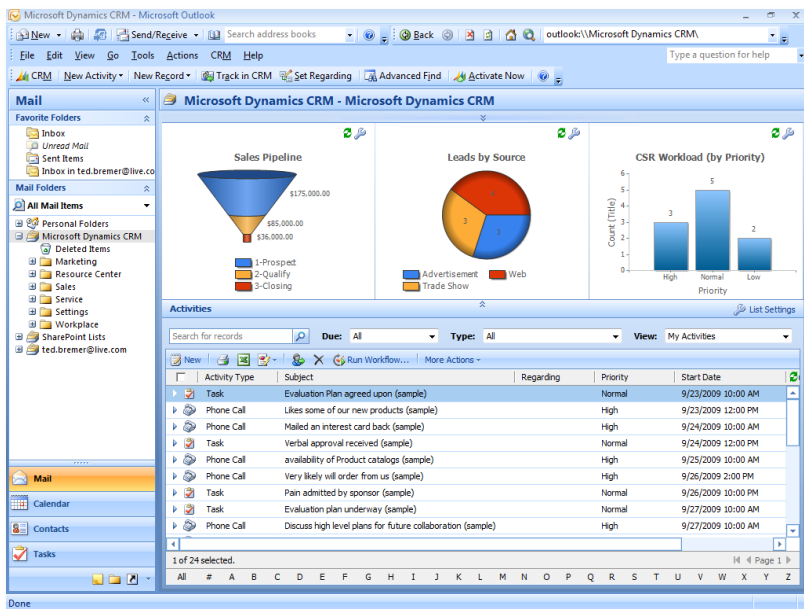 Microsoft Dynamics CRM - Microsoft Outlook
New Send/Receive Search address books Back outlook:\\Microsoft Dynamics CRM\
File Edit View Go Tools Actions CRM Help Type a question for help
CRM New Activity New Record Track in CRM Set Regarding Advanced Find Activate Now
Mail «
Favorite Folders
Inbox
Unread Mail
Sent Items
Inbox in ted.bremer@live.co
Mail Folders
All Mail Items
Personal Folders
Microsoft Dynamics CRM
Deleted Items
Marketing
Resource Center
Sales
Service
Settings
Workplace
SharePoint Lists
ted.bremer@live.com
Mail
Calendar
Contacts
Tasks
Microsoft Dynamics CRM - Microsoft Dynamics CRM
Sales Pipeline
$175,000.00
$85,000.00
$36,000.00
1-Prospect
2-Qualify
3-Closing
Leads by Source
4
3 3
Advertisement Web
Trade Show
CSR Workload (by Priority)
Count (Title)
6
5
4
3
2
1
0
3 5 2
High Normal Low
Priority
Activities List Settings
Search for records Due: All Type: All View: My Activities
New Run Workflow... More Actions
Activity Type Subject Regarding Priority Start Date
Task Evaluation Plan agreed upon (sample) Normal 9/23/2009 10:00 AM
Phone Call Likes some of our new products (sample) High 9/23/2009 12:00 PM
Phone Call Mailed an interest card back (sample) High 9/24/2009 10:00 AM
Task Verbal approval received (sample) Normal 9/24/2009 12:00 PM
Phone Call availability of Product catalogs (sample) High 9/25/2009 10:00 AM
Phone Call Very likely will order from us (sample) High 9/26/2009 2:00 PM
Task Pain admitted by sponsor (sample) Normal 9/26/2009 10:00 PM
Task Evaluation plan underway (sample) Normal 9/27/2009 10:00 AM
Phone Call Discuss high level plans for future collaboration (sample) High 9/27/2009 10:00 AM
1 of 24 selected. Page 1
All # A B C D E F G H I J K L M N O P Q R S T U V W X Y Z
Done